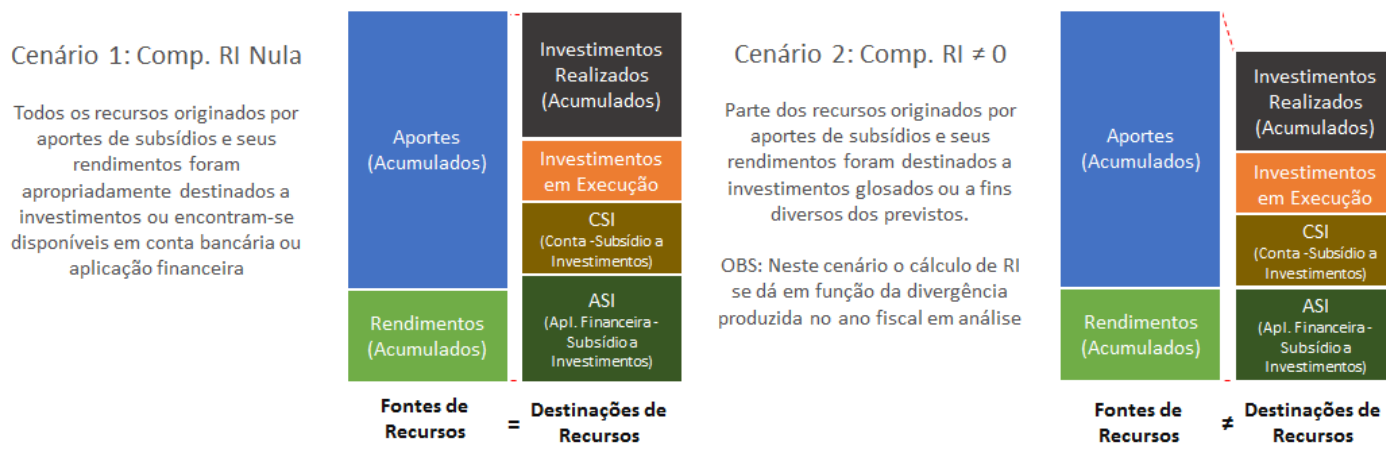 Cenário 1: Comp. RI Nula
Todos os recursos originados por
aportes de subsídios e seus
rendimentos foram
apropriadamente destinados a
investimentos ou encontram-se
disponíveis em conta bancária ou
aplicação financeira
Aportes
(Acumulados)
Rendimentos
(Acumulados)
Fontes de
Recursos
=
Investimentos
Realizados
(Acumulados)
Investimentos
em Execução
CSI
(Conta -Subsídio a
Investimentos)
ASI
(Apl. Financeira -
Subsídio a
Investimentos)
Destinações de
Recursos
Cenário 2: Comp. RI ≠ 0
Parte dos recursos originados por
aportes de subsídios e seus
rendimentos foram destinados a
investimentos glosados ou a fins
diversos dos previstos.
OBS: Neste cenário o cálculo de RI
se dá em função da divergência
produzida no ano fiscal em análise
Aportes
(Acumulados)
Rendimentos
(Acumulados)
Fontes de
Recursos
≠
Investimentos
Realizados
(Acumulados)
Investimentos
em Execução
CSI
(Conta -Subsídio a
Investimentos)
ASI
(Apl. Financeira -
Subsídio a
Investimentos)
Destinações de
Recursos